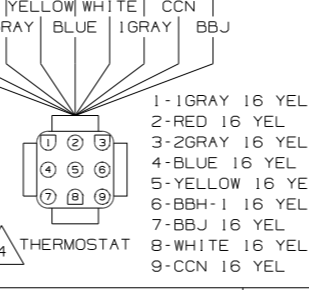 YELLOW WHITE CCN
RAY BLUE 1GRAY BBJ
1 2 3
4 5 6
7 8 9
4
THERMOSTAT
1-1GRAY 16 YEL
2-RED 16 YEL
3-2GRAY 16 YEL
4-BLUE 16 YEL
5-YELLOW 16 YE
6-BBH-1 16 YEL
7-BBJ 16 YEL
8-WHITE 16 YEL
9-CCN 16 YEL